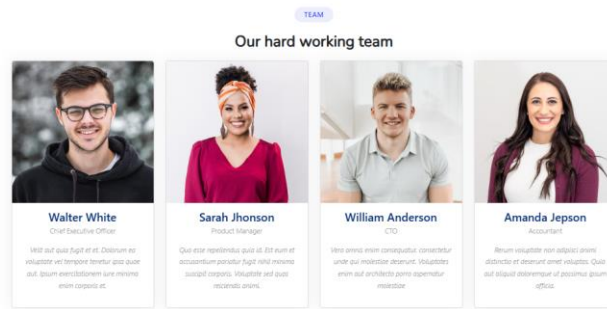 TEAM
Our hard working team
Walter White
Chief Executive Officer
Velit aut quia fugit et et. Dolorum ea
voluptate vel tempore tenetur ipsa quae
aut. Ipsum exercitationem iure minima
enim corporis et.
Sarah Jhonson
Product Manager
Quo esse repellendus quia id. Est eum et
accusantium pariatur fugit nihil minima
suscipit corporis. Voluptate sed quas
reiciendis animi.
William Anderson
CTO
Vero omnis enim consequatur. consectetur
unde qui molestiae deserunt. Voluptates
enim aut architecto porro aspernatur
molestiae
Amanda Jepson
Accountant
Rerum voluptate non adipisci animi
distinctio et deserunt amet voluptas. Quia
aut aliquid doloremque ut possimus ipsum
officia.